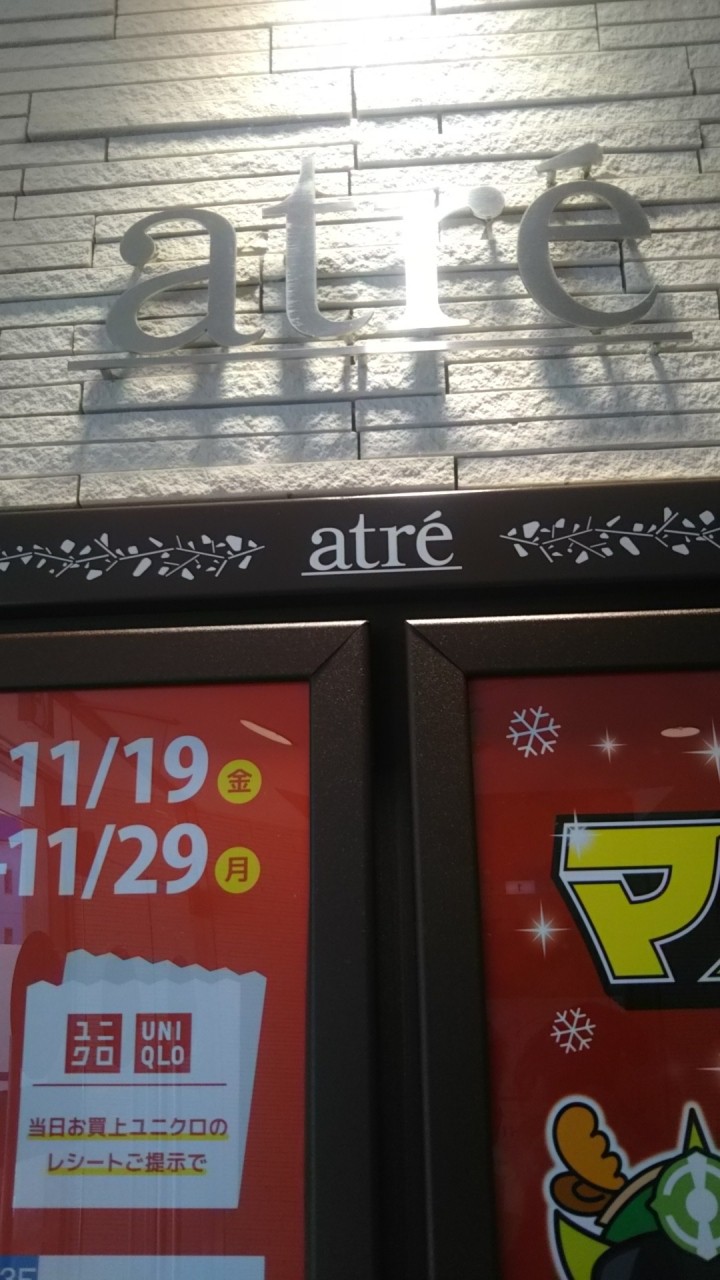 atré
atré
11/19 金
-11/29 月
ユニ
クロ
UNI
QLO
当日お買上ユニクロの
レシートご提示で
マ